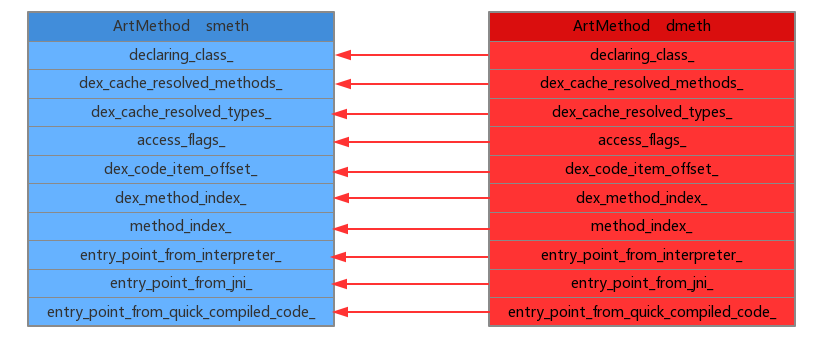 ArtMethod smeth
declaring_class_
dex_cache_resolved_methods_
dex_cache_resolved_types_
access_flags_
dex_code_item_offset_
dex_method_index_
method_index_
entry_point_from_interpreter_
entry_point_from_jni_
entry_point_from_quick_compiled_code_
ArtMethod dmeth
declaring_class_
dex_cache_resolved_methods_
dex_cache_resolved_types_
access_flags_
dex_code_item_offset_
dex_method_index_
method_index_
entry_point_from_interpreter_
entry_point_from_jni_
entry_point_from_quick_compiled_code_